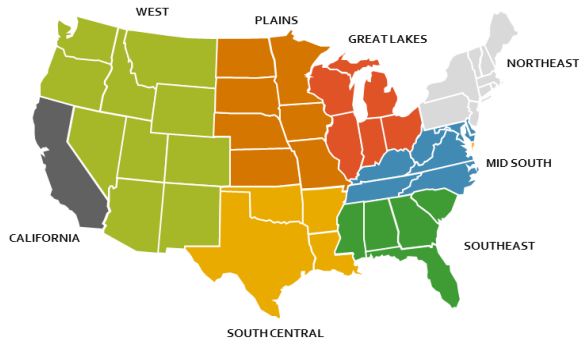 WEST
PLAINS
GREAT LAKES
NORTHEAST
MID SOUTH
CALIFORNIA
SOUTHEAST
SOUTH CENTRAL